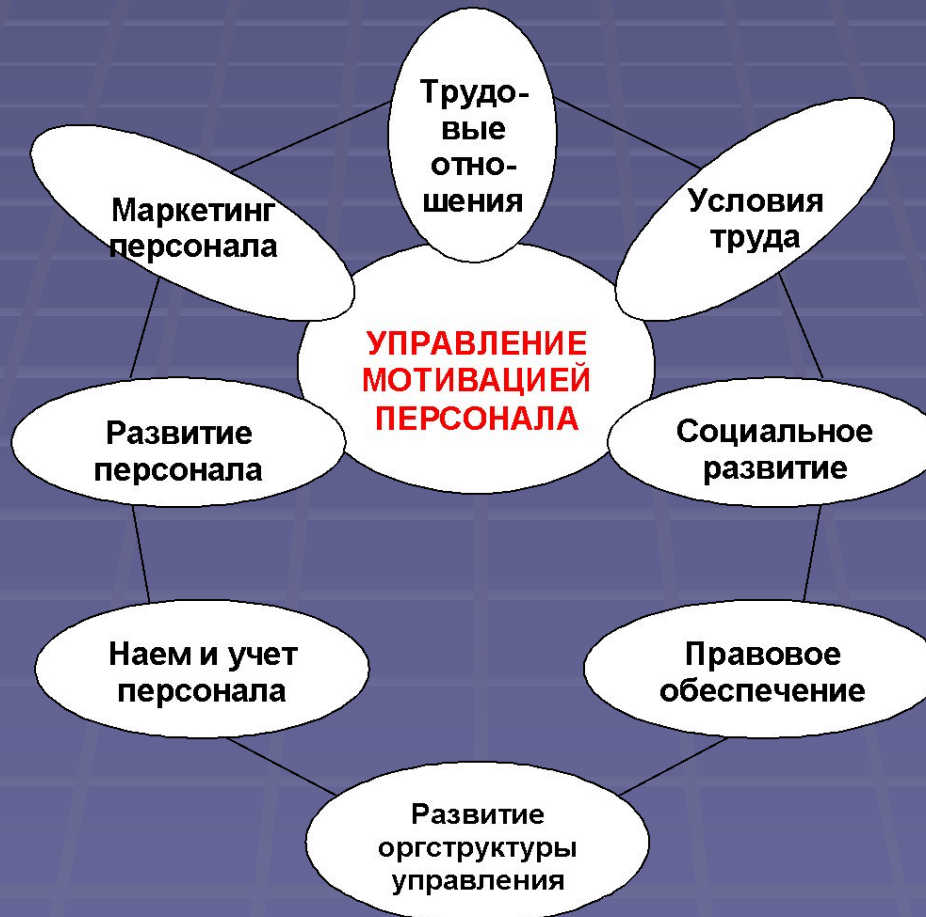 Трудо-
вые
отно-
шения
Маркетинг
персонала
Условия
труда
УПРАВЛЕНИЕ
МОТИВАЦИЕЙ
ПЕРСОНАЛА
Развитие
персонала
Социальное
развитие
Наем и учет
персонала
Правовое
обеспечение
Развитие
оргструктуры
управления